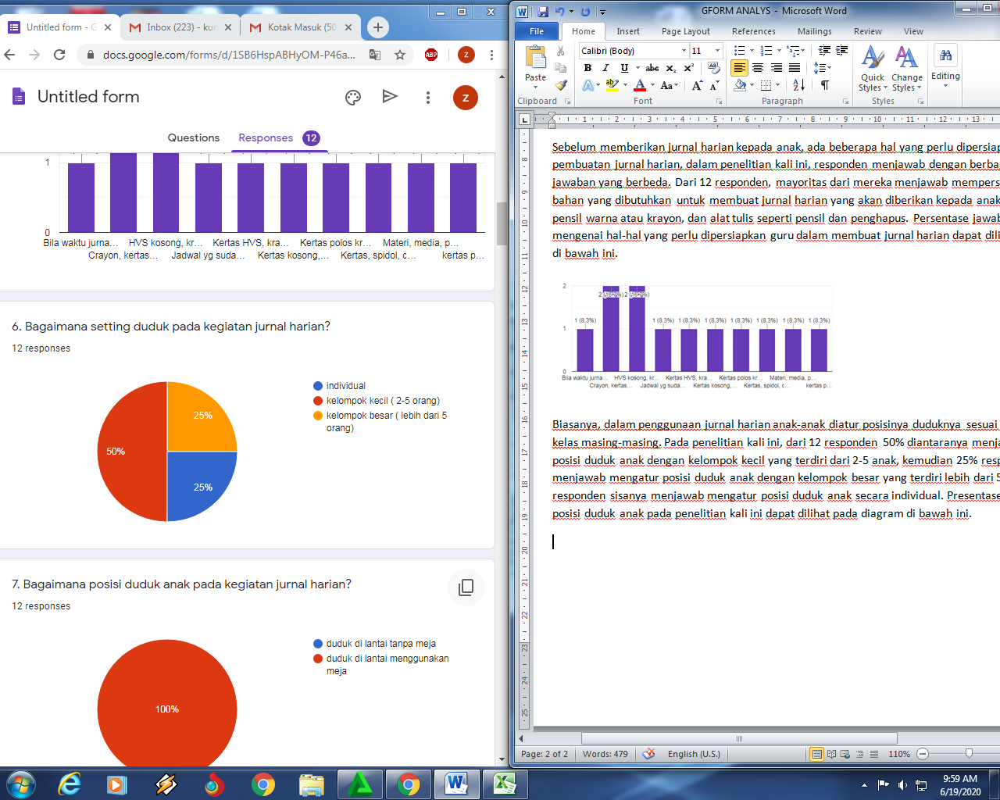 Untitled form - G
Inbox (223) - kun
Kotak Masuk (50
docs.google.com/forms/d/1SB6HspABHyOM-P46a...
ABP
Z
Untitled form
Z
Questions
Responses 12
1
0
Bila waktu jurna...
HVS kosong, kr...
Kertas HVS, kra...
Kertas polos kr...
Materi, media, p...
Crayon, kertas...
Jadwal yg suda...
Kertas kosong,...
Kertas, spidol, c...
kertas p...
6. Bagaimana setting duduk pada kegiatan jurnal harian?
12 responses
individual
kelompok kecil ( 2-5 orang)
kelompok besar ( lebih dari 5
orang)
25%
50%
25%
7. Bagaimana posisi duduk anak pada kegiatan jurnal harian?
12 responses
duduk di lantai tanpa meja
duduk di lantai menggunakan
meja
100%
GFORM ANALYS - Microsoft Word
File
Home
Insert
Page Layout
References
Mailings
Review
View
Paste
Calibri (Body)
11
Quick
Styles
Change
Styles
Editing
Clipboard
Font
Paragraph
Styles
1 2 3 4 5 6 7 8 9 10 11 12 13
Sebelum memberikan jurnal harian kepada anak, ada beberapa hal yang perlu dipersiap
pembuatan jurnal harian, dalam penelitian kali ini, responden menjawab dengan berba
jawaban yang berbeda. Dari 12 responden, mayoritas dari mereka menjawab mempers
bahan yang dibutuhkan untuk membuat jurnal harian yang akan diberikan kepada anak
pensil warna atau krayon, dan alat tulis seperti pensil dan penghapus. Persentase jawab
mengenai hal-hal yang perlu dipersiapkan guru dalam membuat jurnal harian dapat dili
di bawah ini.
2
2 (16.7%)
2 (16.7%)
1 (8.3%)
1 (8.3%)
1 (8.3%)
1 (8.3%)
1 (8.3%)
1 (8.3%)
1 (8.3%)
1 (8.3%)
1
0
Bila waktu jurna...
HVS kosong, kr...
Kertas HVS, kra...
Kertas polos kr...
Materi, media, p...
Crayon, kertas...
Jadwal yg suda...
Kertas kosong,...
Kertas, spidol, c...
kertas p...
Biasanya, dalam penggunaan jurnal harian anak-anak diatur posisinya duduknya sesuai
kelas masing-masing. Pada penelitian kali ini, dari 12 responden 50% diantaranya menja
posisi duduk anak dengan kelompok kecil yang terdiri dari 2-5 anak, kemudian 25% resp
menjawab mengatur posisi duduk anak dengan kelompok besar yang terdiri lebih dari 5
responden sisanya menjawab mengatur posisi duduk anak secara individual. Presentase
posisi duduk anak pada penelitian kali ini dapat dilihat pada diagram di bawah ini.
Page: 2 of 2
Words: 479
English (U.S.)
110%
9:59 AM
6/19/2020